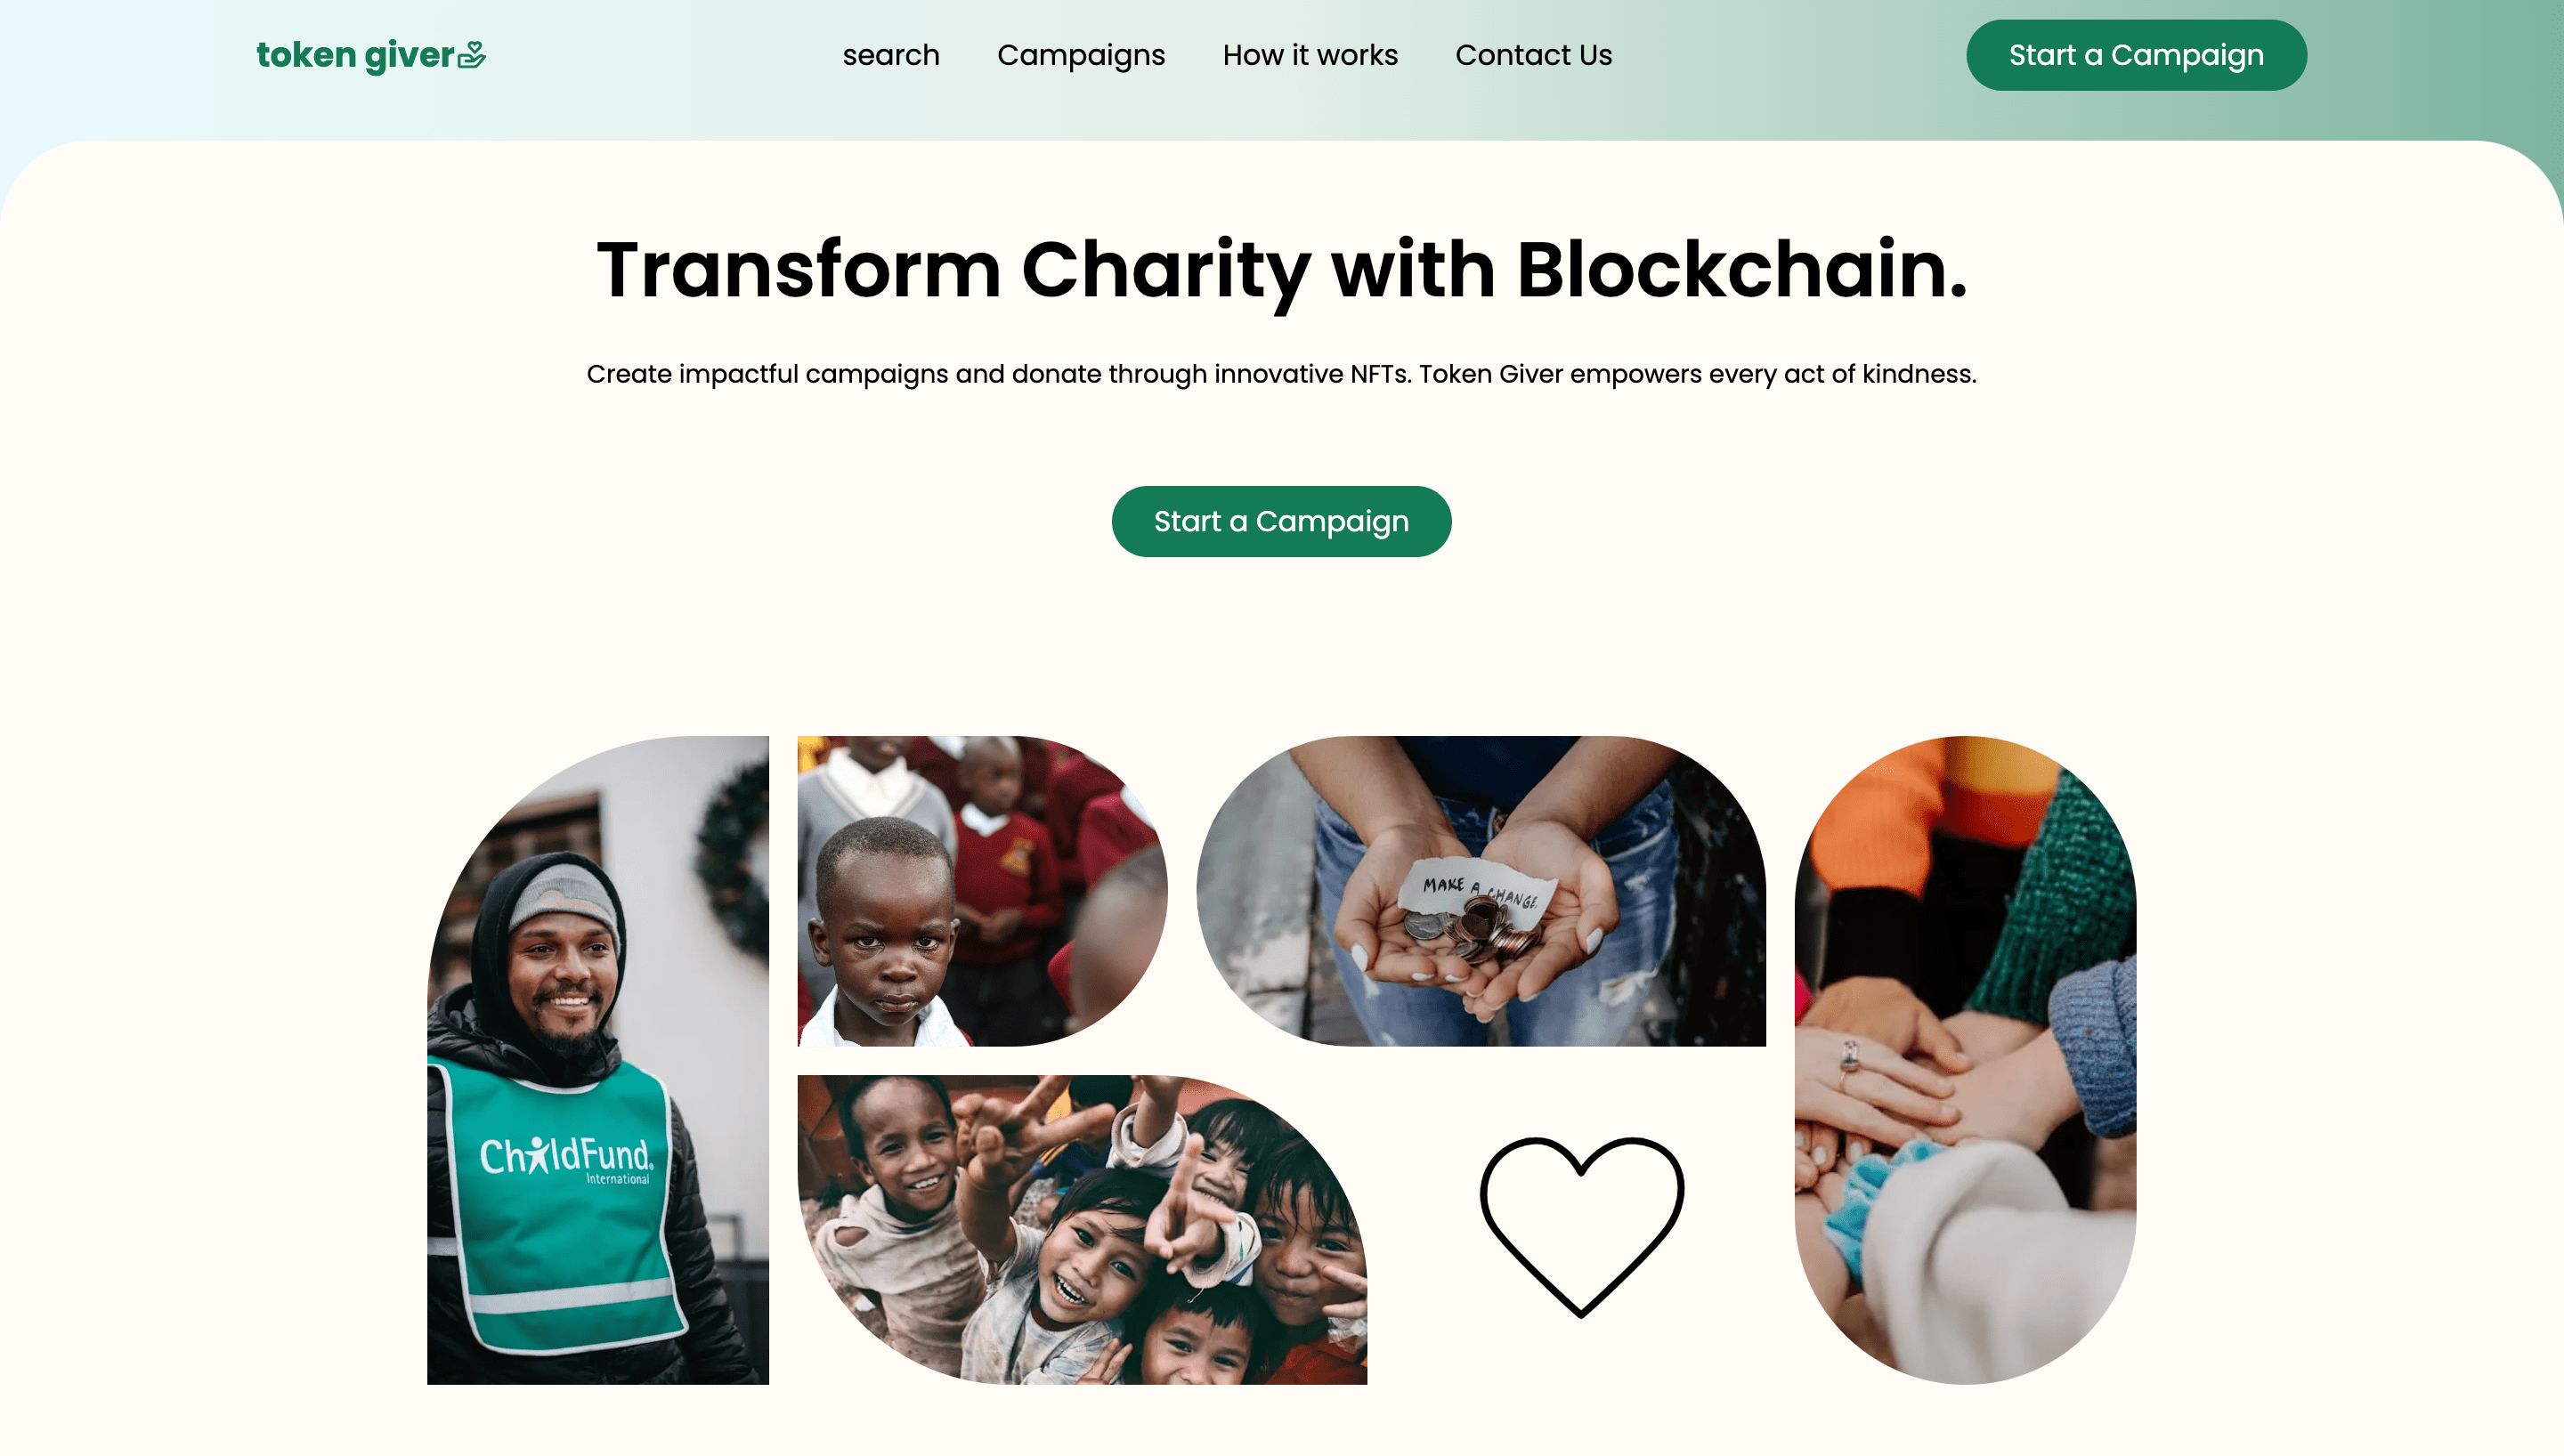 token giver
search
Campaigns
How it works
Contact Us
Start a Campaign
Transform Charity with Blockchain.
Create impactful campaigns and donate through innovative NFTs. Token Giver empowers every act of kindness.
Start a Campaign
MAKE A CHANGE
ChildFund
International